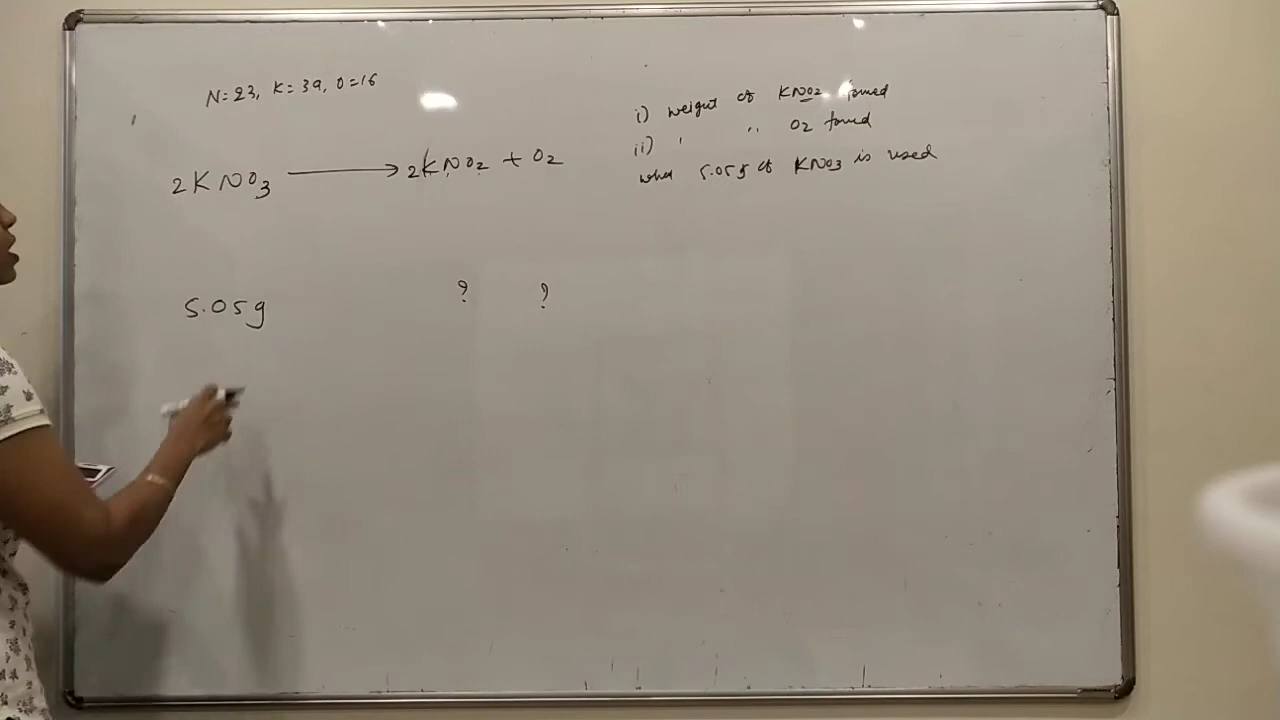 N=23, K=39, O=16
i) weight of KNO2 formed
ii) " " O2 formed
when 5.05g of KNO3 is used
2KNO3 → 2KNO2 + O2
5.05g ? ?